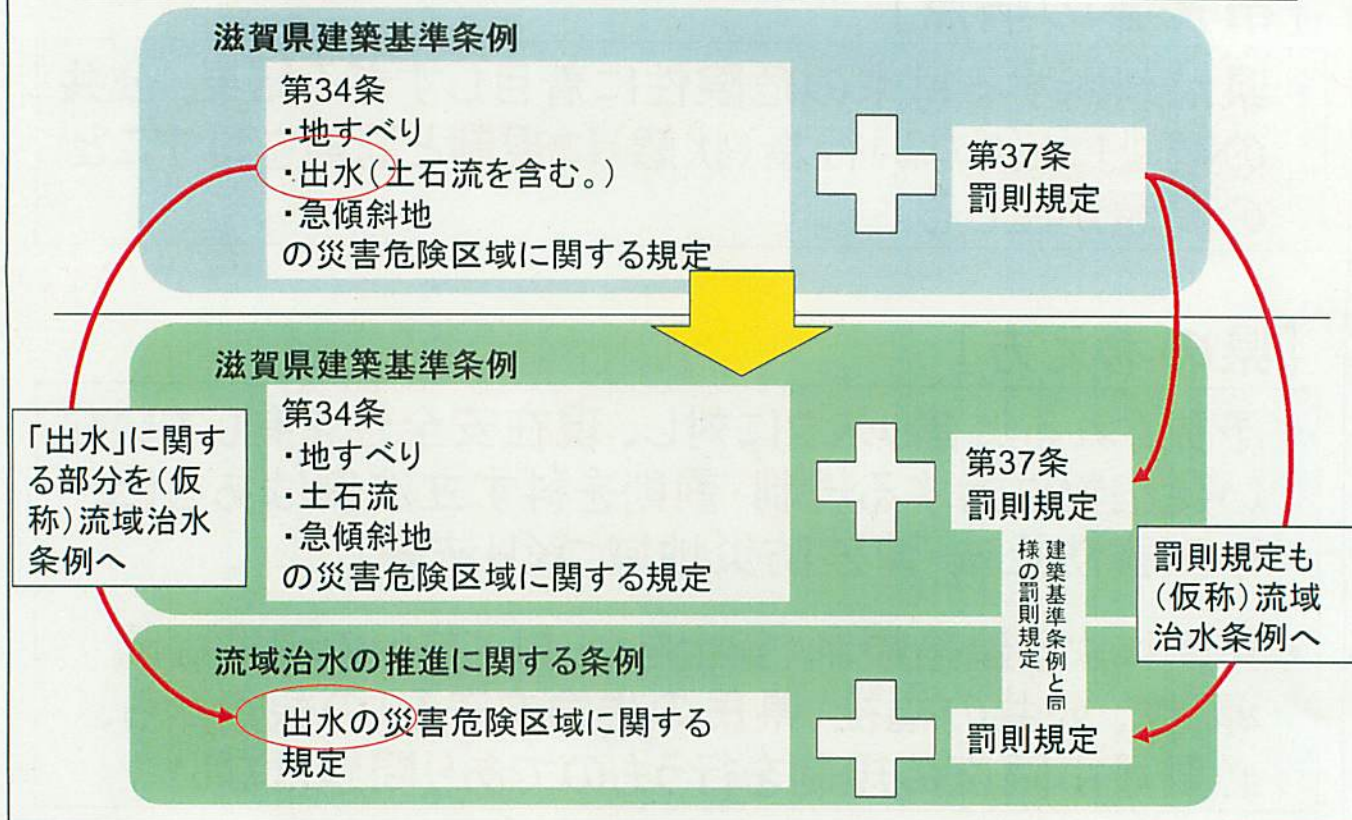 滋賀県建築基準条例
第34条
・地すべり
・出水(土石流を含む。)
・急傾斜地
の災害危険区域に関する規定
第37条
罰則規定
滋賀県建築基準条例
第34条
・地すべり
・土石流
・急傾斜地
の災害危険区域に関する規定
第37条
罰則規定
「出水」に関す
る部分を(仮
称)流域治水
条例へ
建築基準条例と同
様の罰則規定
罰則規定も
(仮称)流域
治水条例へ
流域治水の推進に関する条例
出水の災害危険区域に関する
規定
罰則規定